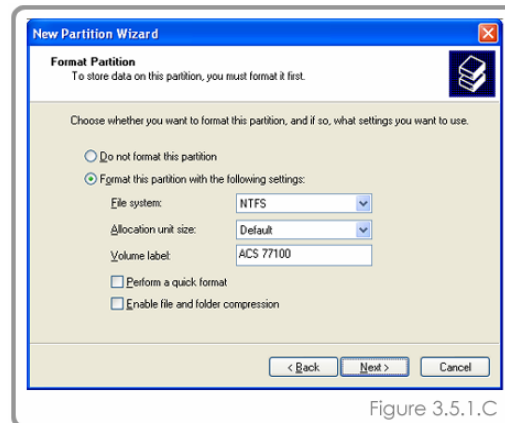 New Partition Wizard
Format Partition
To store data on this partition, you must format it first.
Choose whether you want to format this partition, and if so, what settings you want to use.
Do not format this partition
Format this partition with the following settings:
File system: NTFS
Allocation unit size: Default
Volume label: ACS 77100
Perform a quick format
Enable file and folder compression
< Back Next > Cancel
Figure 3.5.1.C